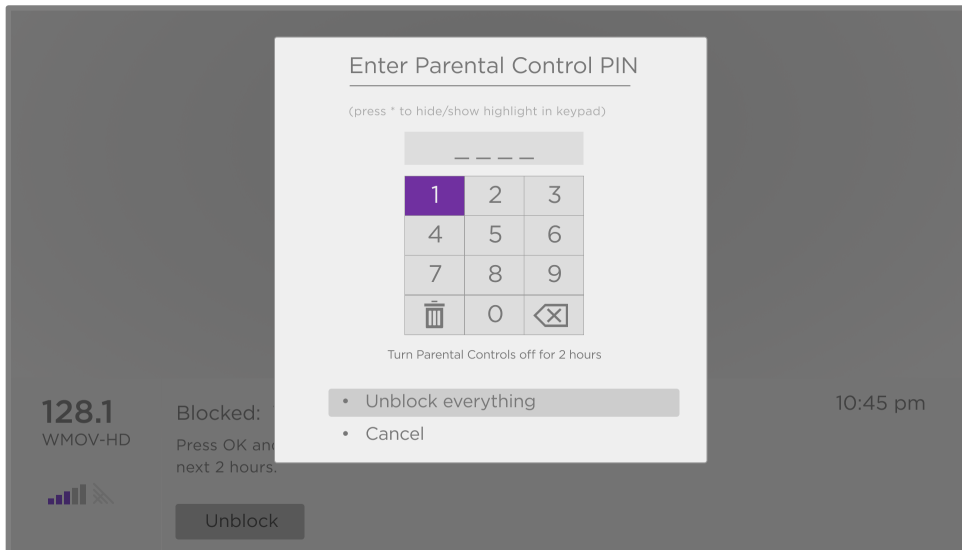 Enter Parental Control PIN
(press * to hide/show highlight in keypad)
_ _ _ _
1 2 3
4 5 6
7 8 9
0
Turn Parental Controls off for 2 hours
• Unblock everything
• Cancel
128.1
WMOV-HD
Blocked:
Press OK and
next 2 hours.
Unblock
10:45 pm